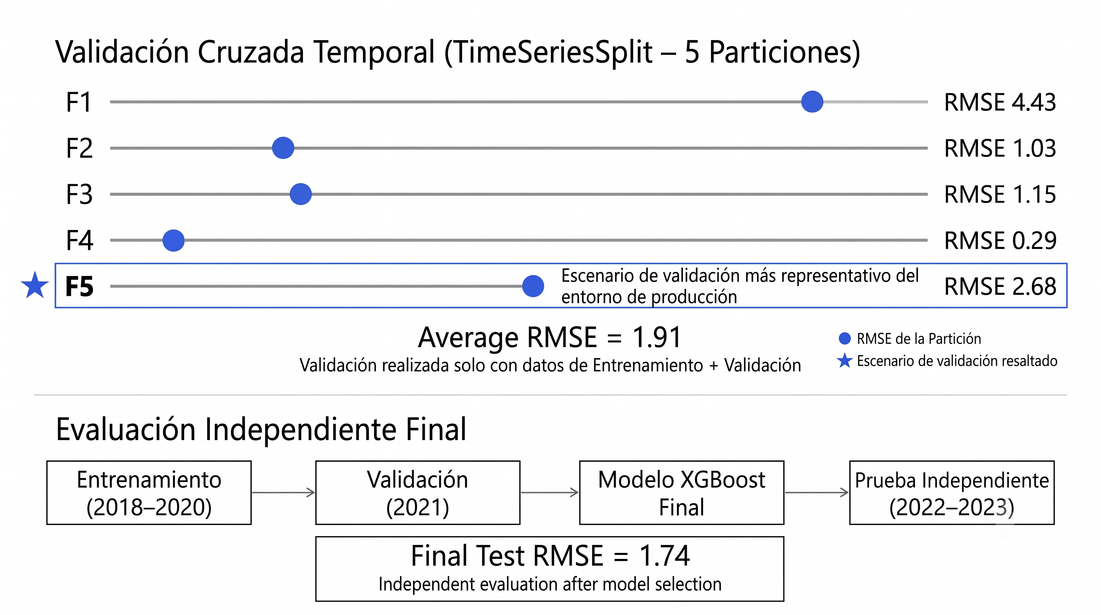 Validación Cruzada Temporal (TimeSeriesSplit – 5 Particiones)
F1 RMSE 4.43
F2 RMSE 1.03
F3 RMSE 1.15
F4 RMSE 0.29
F5 Escenario de validación más representativo del
entorno de producción RMSE 2.68
Average RMSE = 1.91
Validación realizada solo con datos de Entrenamiento + Validación
RMSE de la Partición
Escenario de validación resaltado
Evaluación Independiente Final
Entrenamiento
(2018–2020)
Validación
(2021)
Modelo XGBoost
Final
Prueba Independiente
(2022–2023)
Final Test RMSE = 1.74
Independent evaluation after model selection